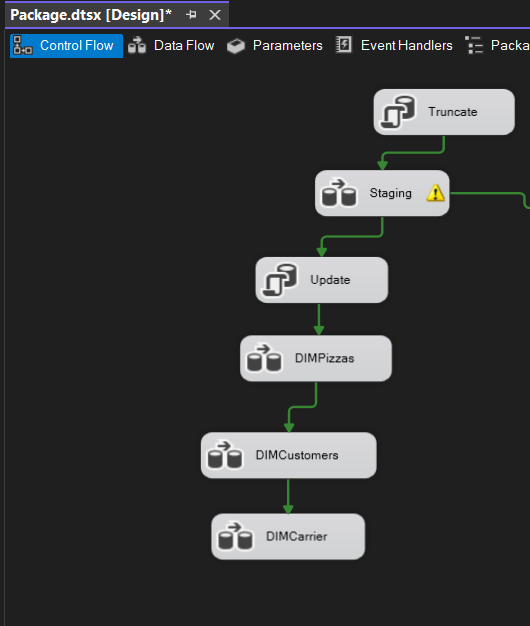 Package.dtsx [Design]*
Control Flow Data Flow Parameters Event Handlers Packa
Truncate
Staging
Update
DIMPizzas
DIMCustomers
DIMCarrier